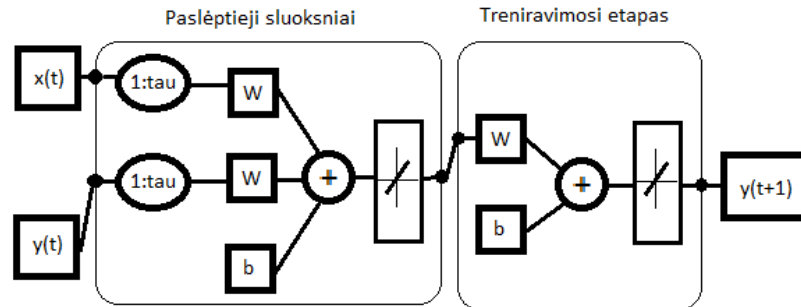 Paslėptieji sluoksniai
Treniravimosi etapas
x(t)
1:tau
W
y(t)
1:tau
W
b
+
W
b
+
y(t+1)